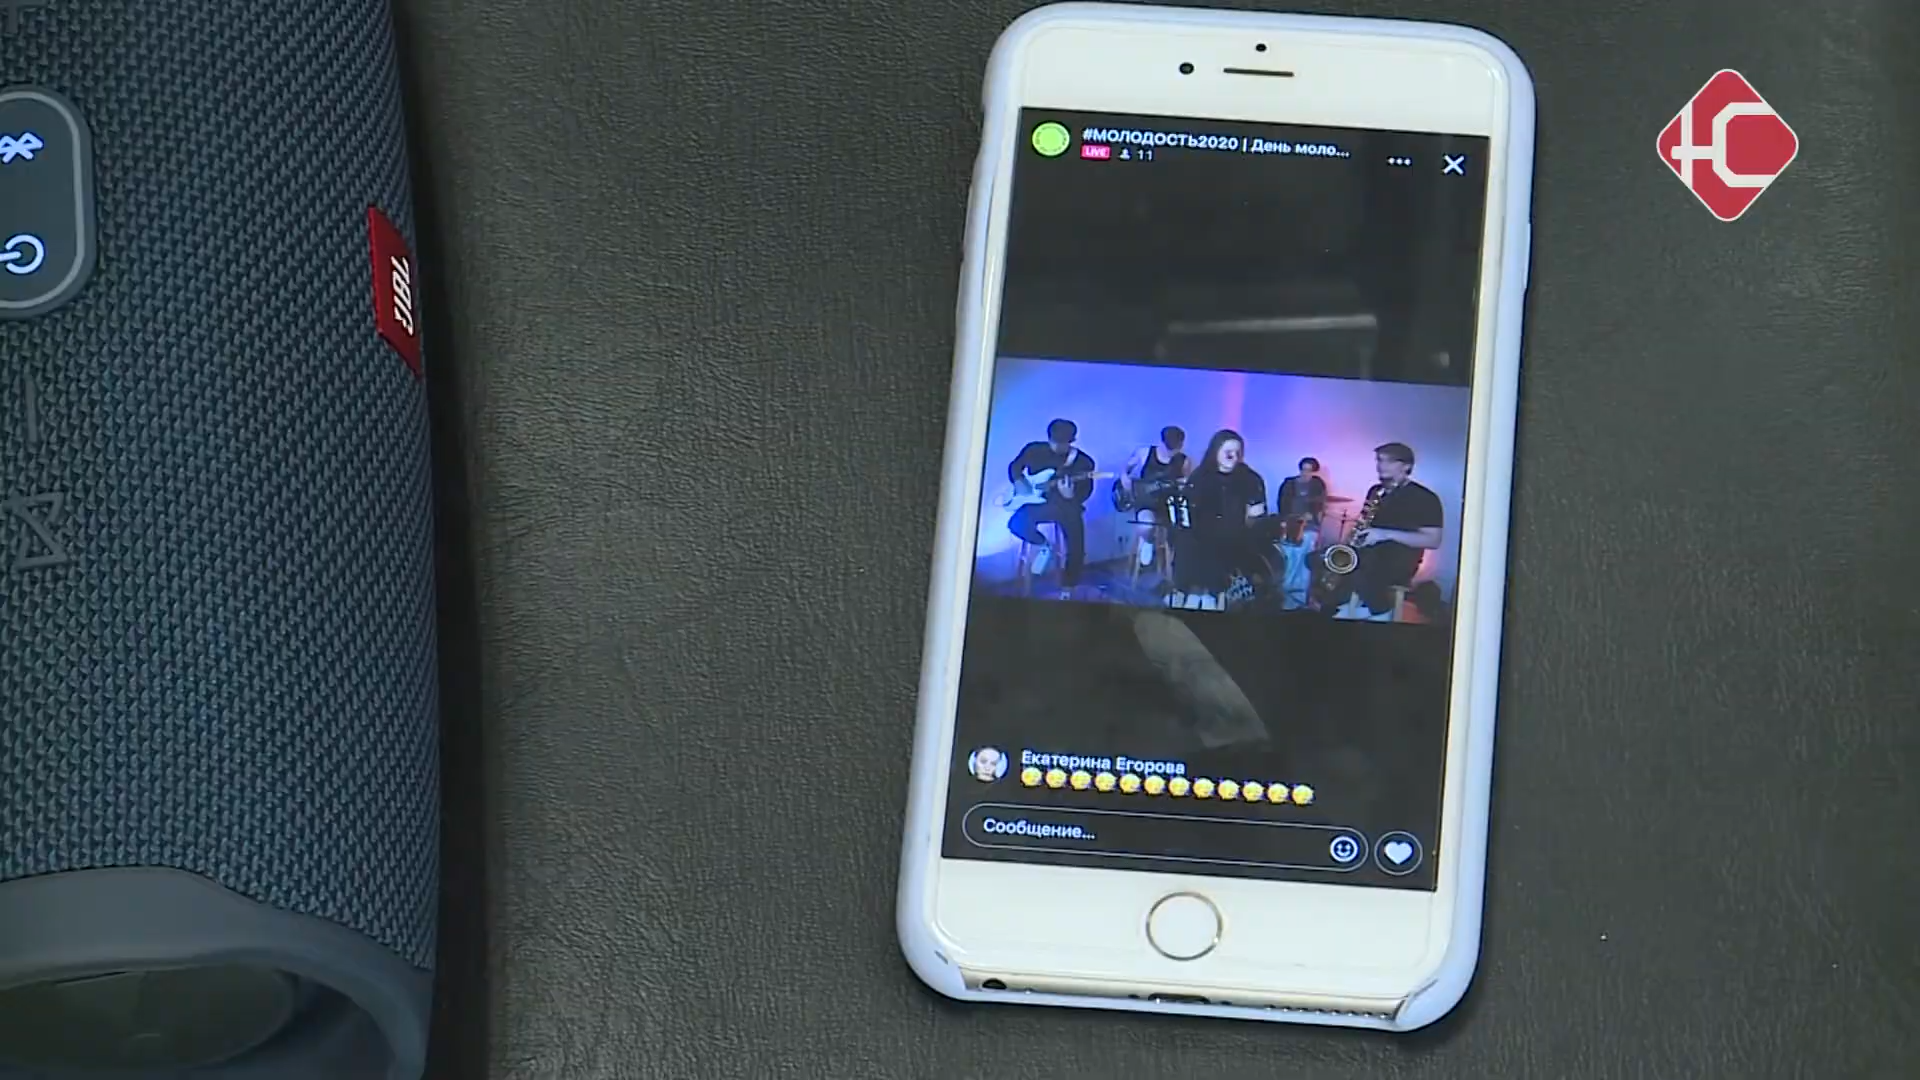 #МОЛОДОСТЬ2020 | День моло...
LIVE 11
JBL
Екатерина Егорова
Сообщение...